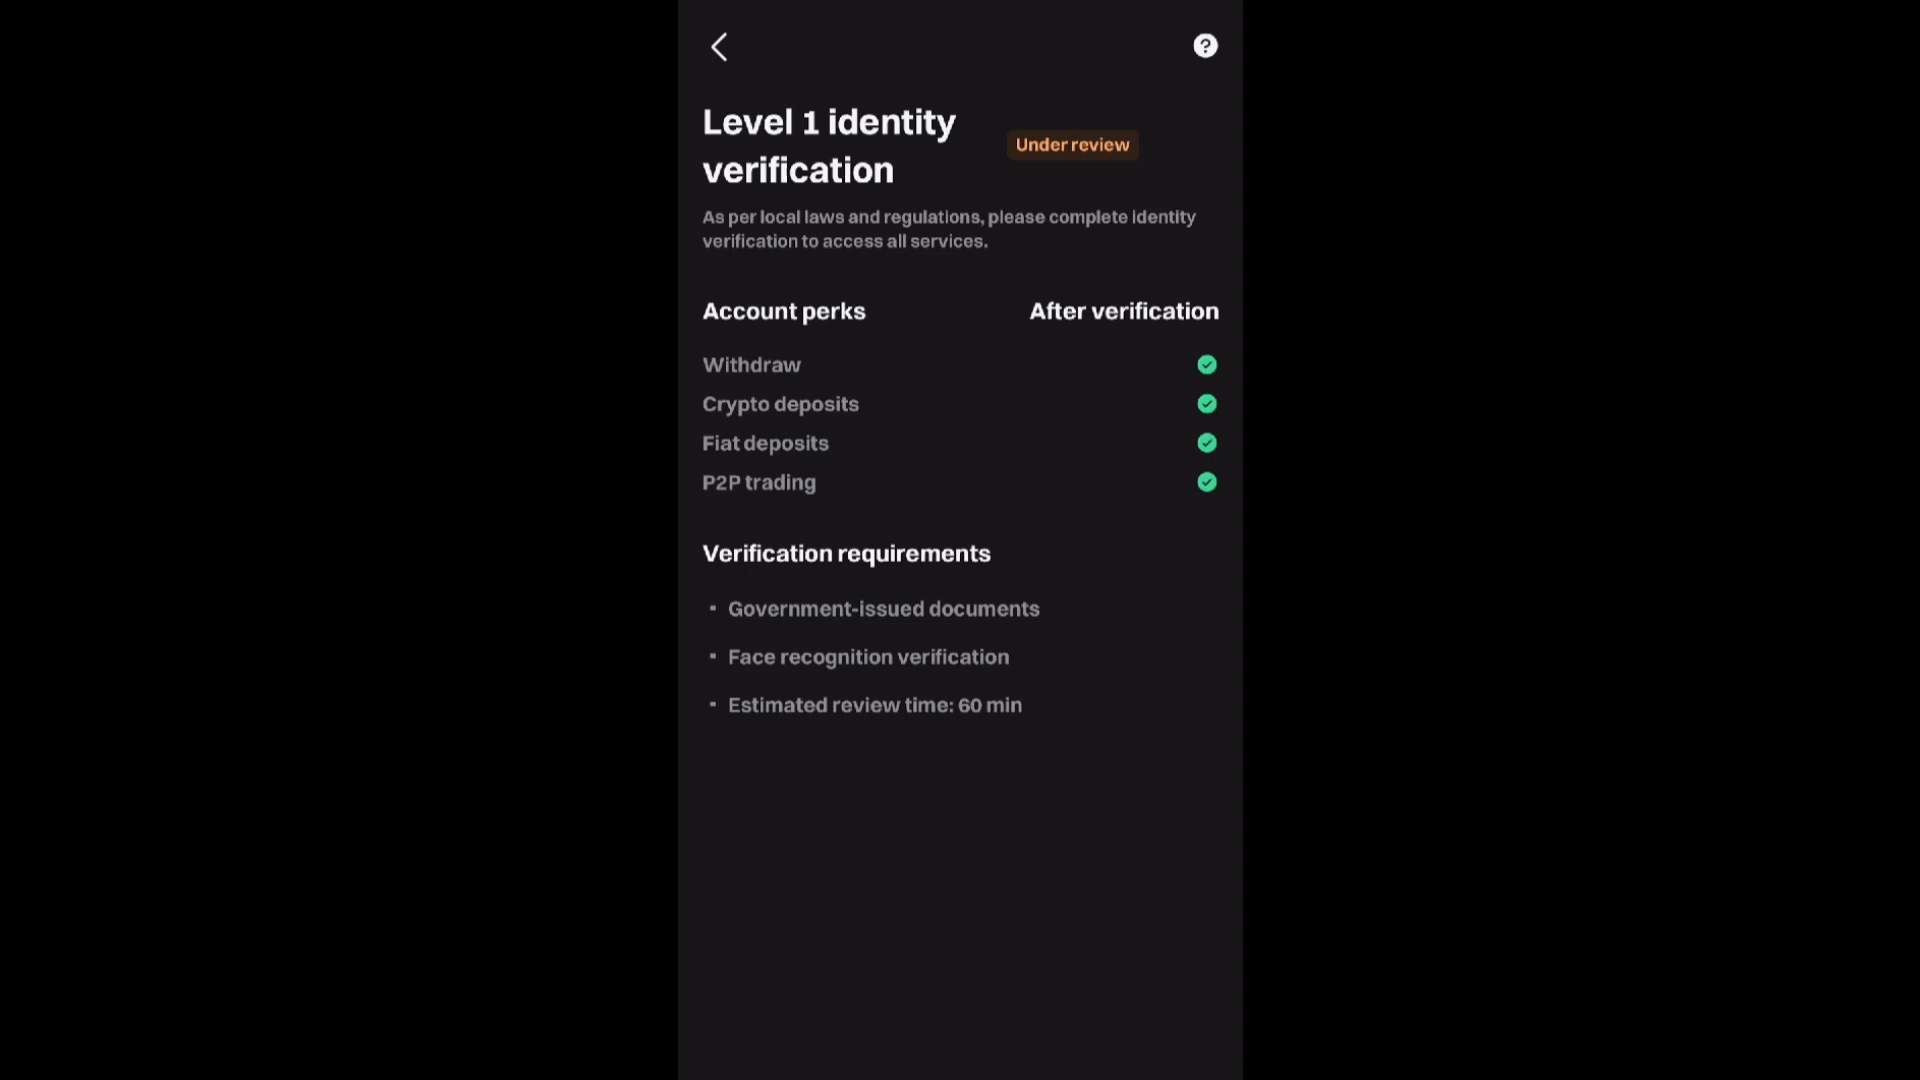 ?
Level 1 identity
verification
Under review
As per local laws and regulations, please complete identity
verification to access all services.
Account perks
After verification
Withdraw
Crypto deposits
Fiat deposits
P2P trading
Verification requirements
· Government-issued documents
· Face recognition verification
· Estimated review time: 60 min